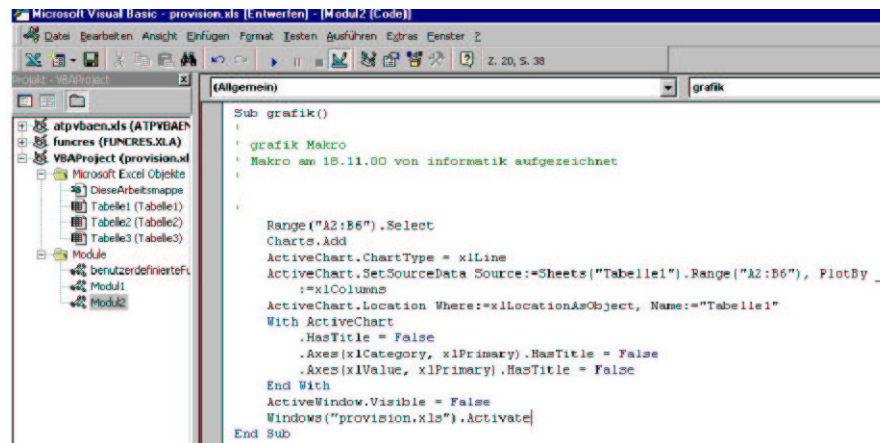 Microsoft Visual Basic - provision.xls [Entwerfen] - [Modul2 [Code]]
Datei Bearbeiten Ansicht Einfügen Format Testen Ausführen Extras Fenster ?
Z. 20, S. 38
Projekt - VBAProject
(Allgemein)
grafik
atpvbaen.xls (ATPVBAEN
funcres (FUNCRES.XLA)
VBAProject (provision.xl
Microsoft Excel Objekte
DieseArbeitsmappe
Tabelle1 (Tabelle1)
Tabelle2 (Tabelle2)
Tabelle3 (Tabelle3)
Module
benutzerdefinierteFu
Modul1
Modul2
Sub grafik()
'
' grafik Makro
' Makro am 18.11.00 von informatik aufgezeichnet
'
'
Range("A2:B6").Select
Charts.Add
ActiveChart.ChartType = xlLine
ActiveChart.SetSourceData Source:=Sheets("Tabelle1").Range("A2:B6"), PlotBy _
:=xlColumns
ActiveChart.Location Where:=xlLocationAsObject, Name:="Tabelle1"
With ActiveChart
.HasTitle = False
.Axes(xlCategory, xlPrimary).HasTitle = False
.Axes(xlValue, xlPrimary).HasTitle = False
End With
ActiveWindow.Visible = False
Windows("provision.xls").Activate
End Sub